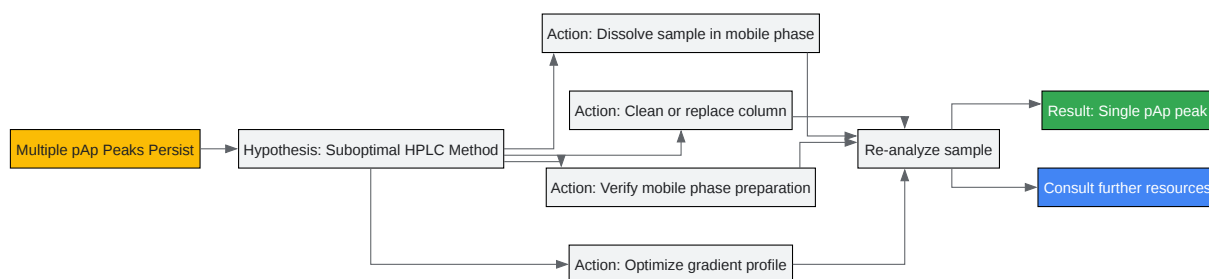 Action: Dissolve sample in mobile phase
Action: Clean or replace column
Result: Single pAp peak
Multiple pAp Peaks Persist
Hypothesis: Suboptimal HPLC Method
Re-analyze sample
Action: Verify mobile phase preparation
Consult further resources
Action: Optimize gradient profile